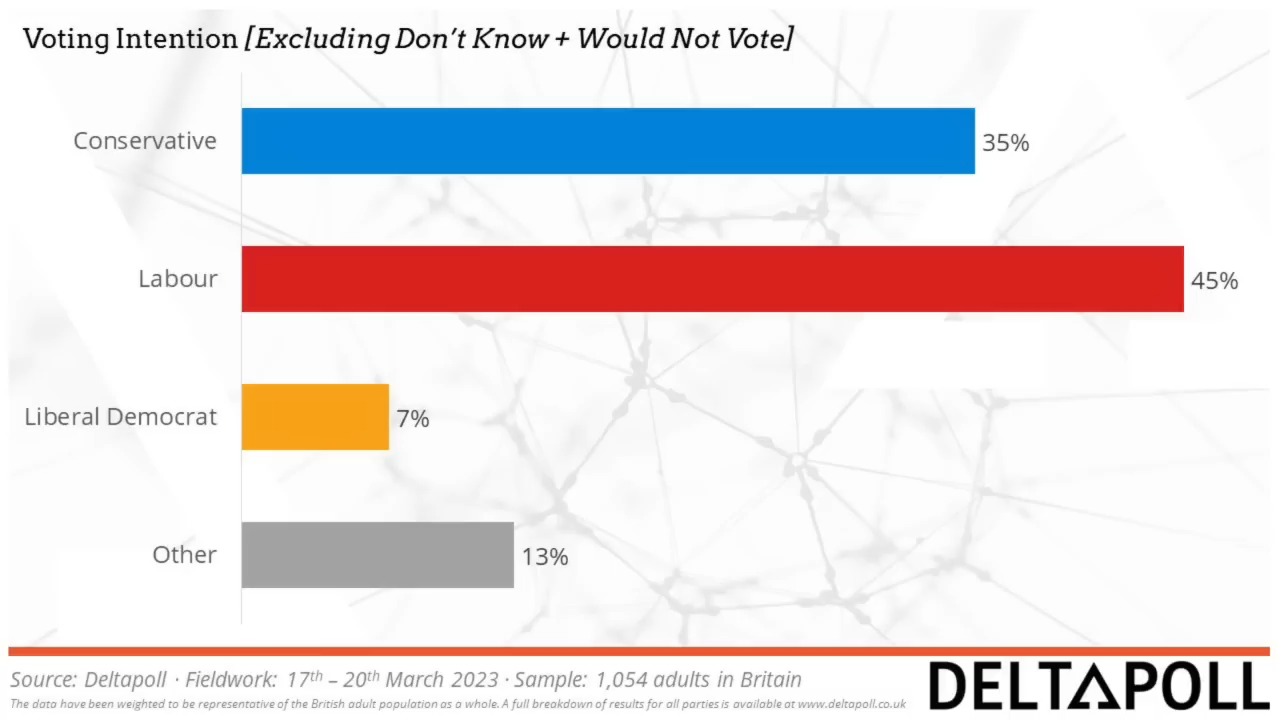 Voting Intention [Excluding Don’t Know + Would Not Vote]
Conservative 35%
Labour 45%
Liberal Democrat 7%
Other 13%
Source: Deltapoll · Fieldwork: 17th – 20th March 2023 · Sample: 1,054 adults in Britain
The data have been weighted to be representative of the British adult population as a whole. A full breakdown of results for all parties is available at www.deltapoll.co.uk
DELTAPOLL